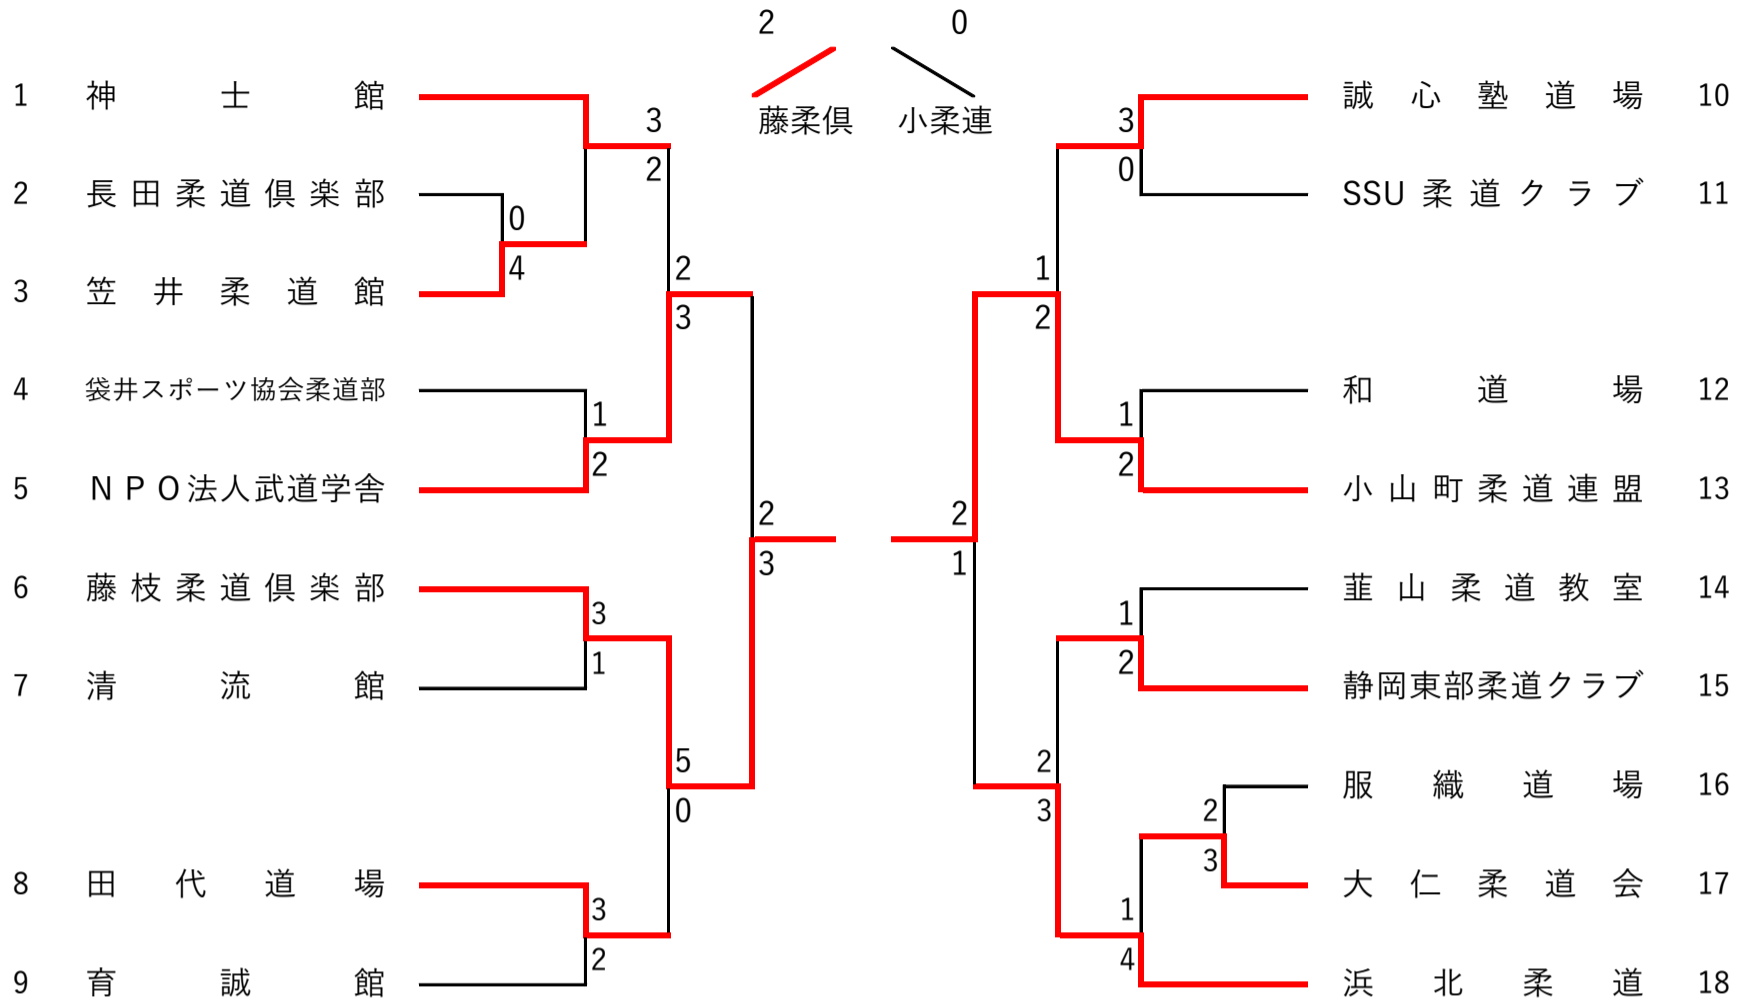 2 0
藤柔倶 小柔連
1 神士館
3
2
2 長田柔道倶楽部
0
4
3 笠井柔道館
2
3
4 袋井スポーツ協会柔道部
1
2
5 NPO法人武道学舎
2
3
6 藤枝柔道倶楽部
3
1
7 清流館
5
0
8 田代道場
3
2
9 育誠館
誠心塾道場 10
3
0
SSU柔道クラブ 11
1
2
和道場 12
1
2
小山町柔道連盟 13
2
1
韮山柔道教室 14
1
2
静岡東部柔道クラブ 15
2
3
服織道場 16
2
3
大仁柔道会 17
1
4
浜北柔道 18